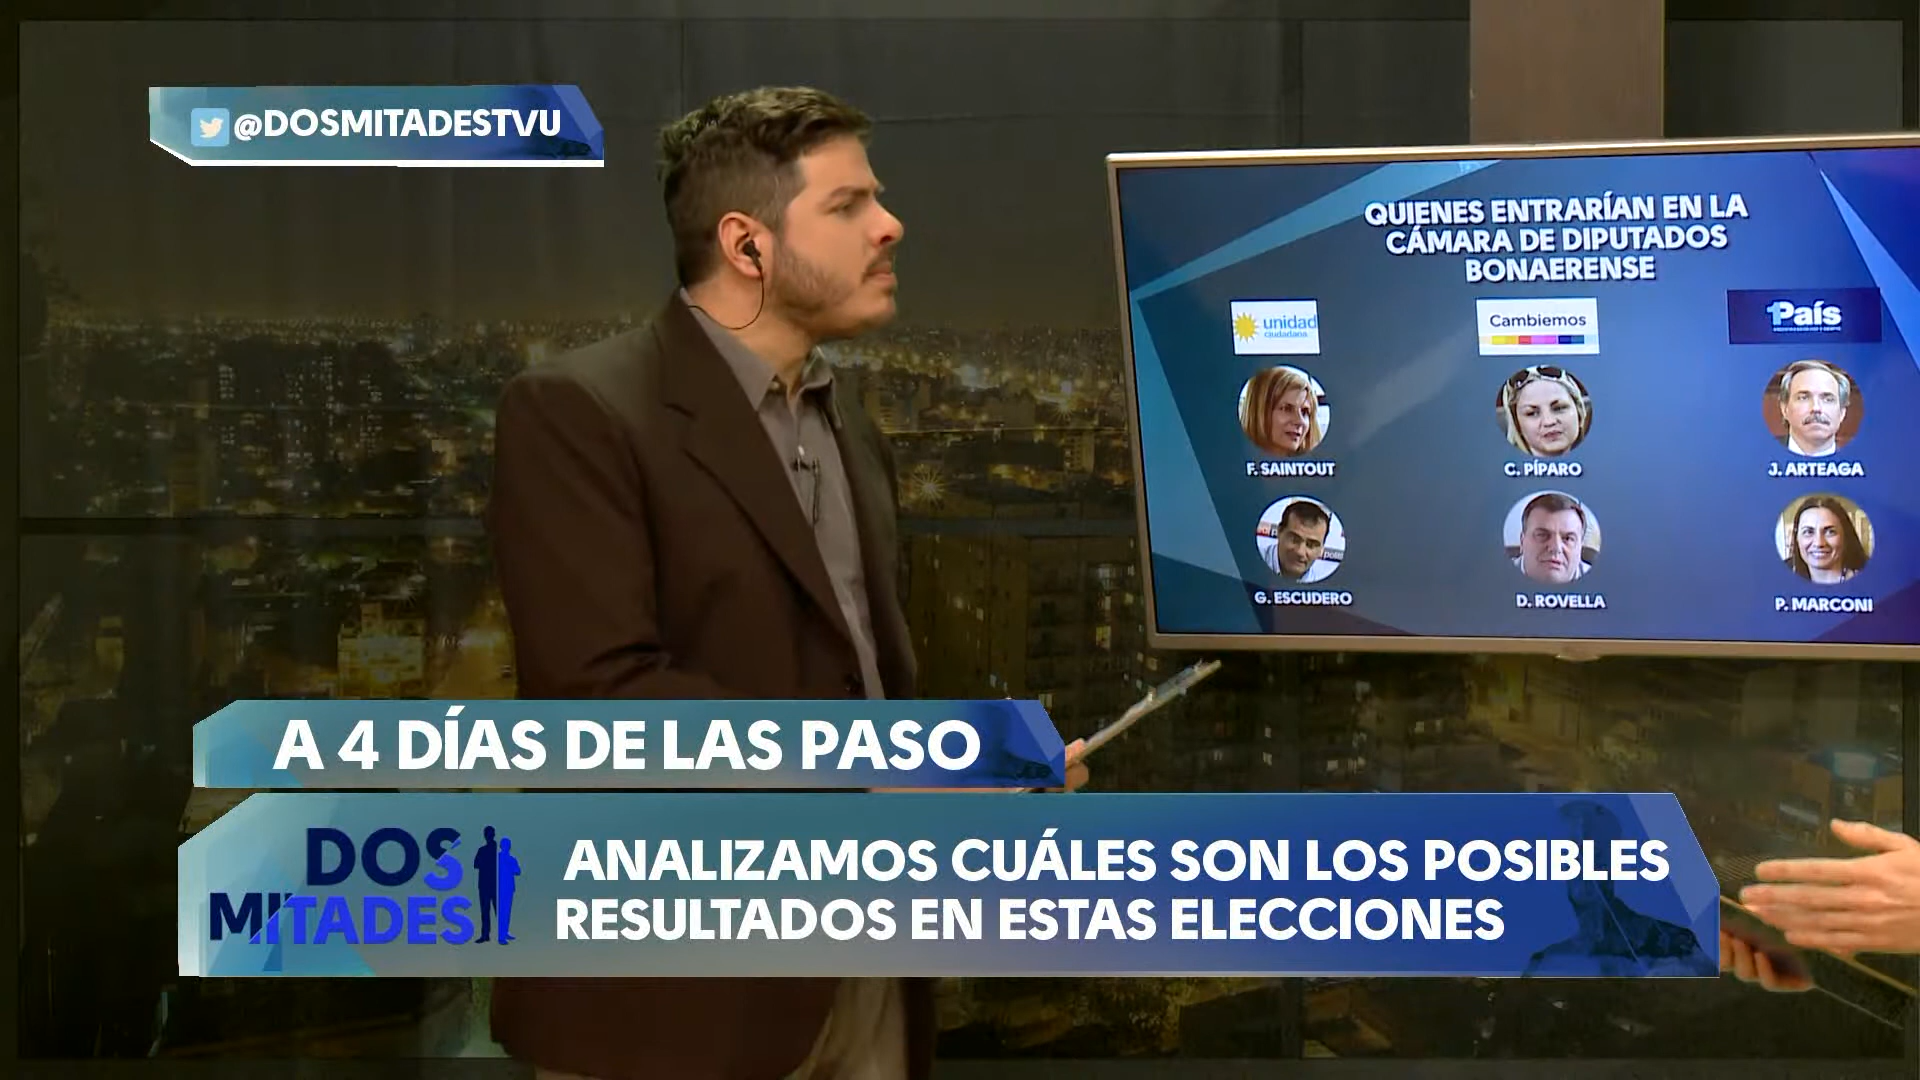 @DOSMITADESTVU
QUIENES ENTRARÍAN EN LA
CÁMARA DE DIPUTADOS
BONAERENSE
unidad
ciudadana
Cambiemos
1País
F. SAINTOUT
C. PÍPARO
J. ARTEAGA
G. ESCUDERO
D. ROVELLA
P. MARCONI
A 4 DÍAS DE LAS PASO
DOS
MITADES
ANALIZAMOS CUÁLES SON LOS POSIBLES
RESULTADOS EN ESTAS ELECCIONES